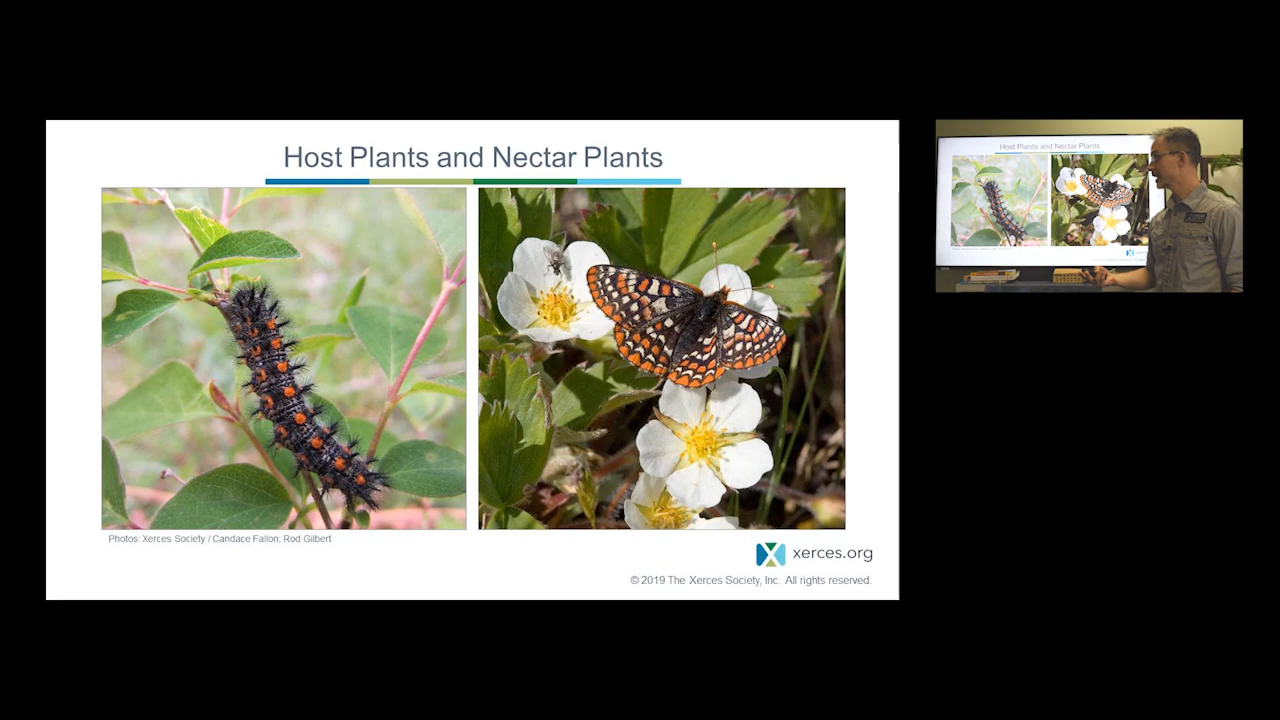 Host Plants and Nectar Plants
Photos: Xerces Society / Candace Fallon; Rod Gilbert
xerces.org
© 2019 The Xerces Society, Inc. All rights reserved.
Host Plants and Nectar Plants